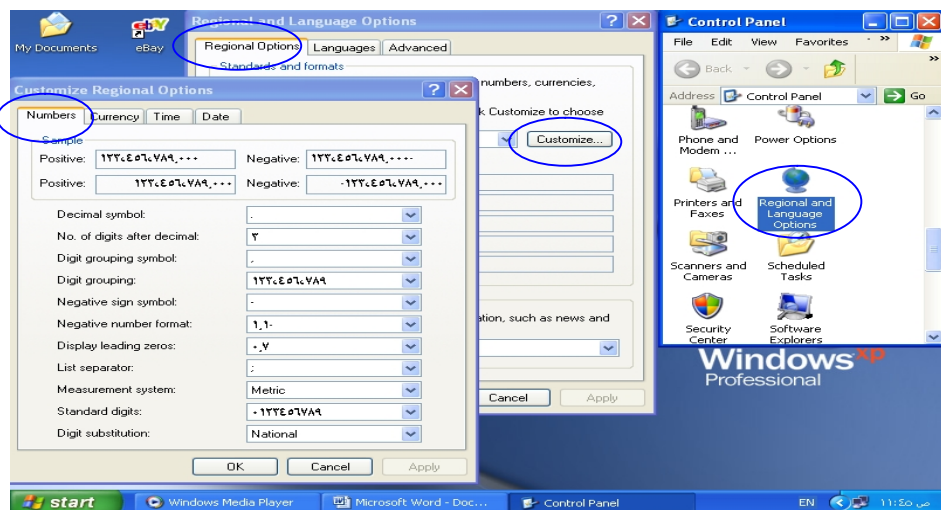 My Documents
eBay
Regional and Language Options
Regional Options
Languages
Advanced
Standards and formats
numbers, currencies,
k Customize to choose
Customize...
ation, such as news and
Cancel
Apply
Customize Regional Options
Numbers
Currency
Time
Date
Sample
Positive: ١٢٣،٤٥٦،٧٨٩,٠٠٠ Negative: ١٢٣،٤٥٦،٧٨٩,٠٠٠-
Positive: ١٢٣،٤٥٦،٧٨٩,٠٠٠ Negative: -١٢٣،٤٥٦،٧٨٩,٠٠٠
Decimal symbol: ,
No. of digits after decimal: ٣
Digit grouping symbol: ،
Digit grouping: ١٢٣،٤٥٦،٧٨٩
Negative sign symbol: -
Negative number format: ١,١-
Display leading zeros: ٠,٧
List separator: ;
Measurement system: Metric
Standard digits: ٠١٢٣٤٥٦٧٨٩
Digit substitution: National
OK
Cancel
Apply
Control Panel
File Edit View Favorites
Back
Address Control Panel Go
Phone and Modem ...
Power Options
Printers and Faxes
Regional and Language Options
Scanners and Cameras
Scheduled Tasks
Security Center
Software Explorers
Windows xp
Professional
start
Windows Media Player
Microsoft Word - Doc...
Control Panel
EN
١١:٤٥ ص